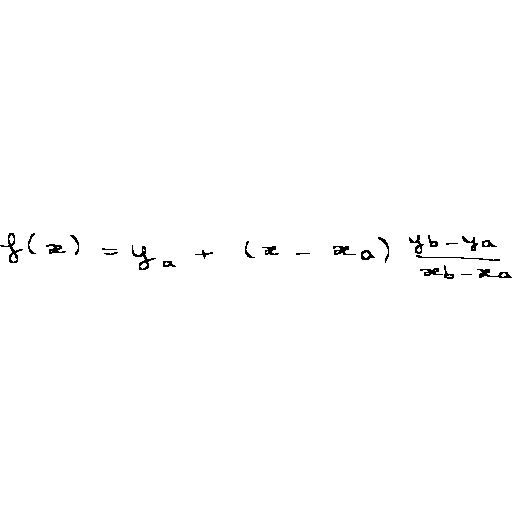 f(x) = y_a + (x - x_a) \frac{y_b - y_a}{x_b - x_a}